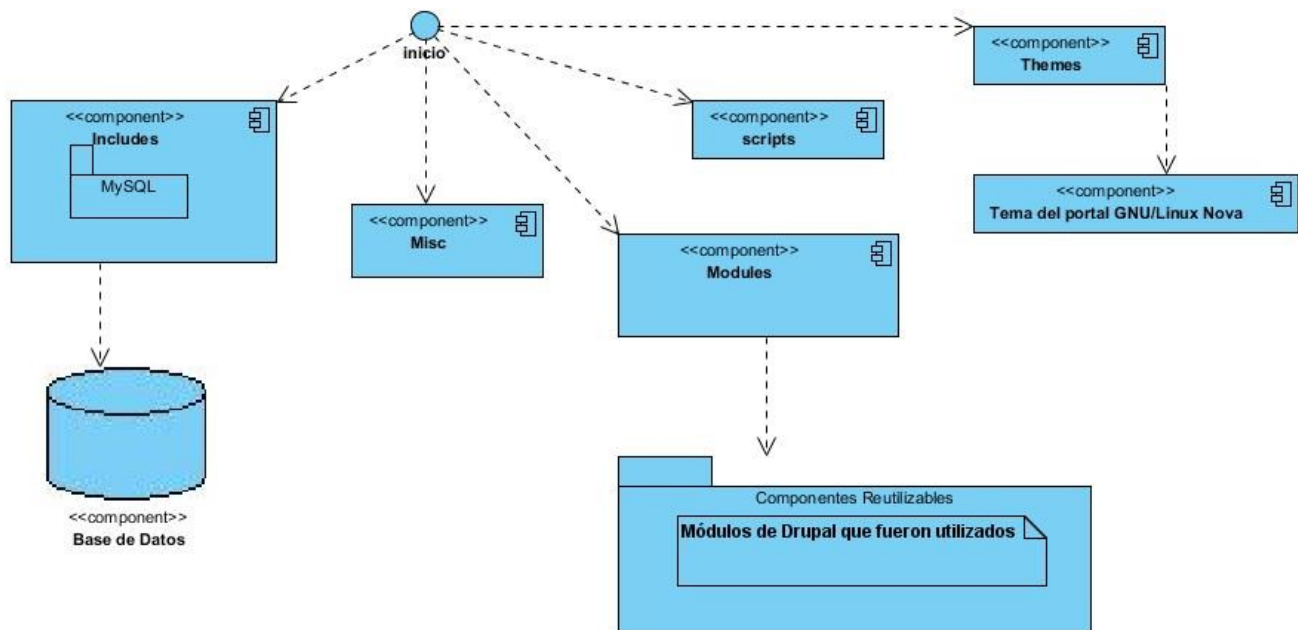 inicio
<<component>>
Themes
<<component>>
Includes
MySQL
<<component>>
scripts
<<component>>
Tema del portal GNU/Linux Nova
<<component>>
Misc
<<component>>
Modules
<<component>>
Base de Datos
Componentes Reutilizables
Módulos de Drupal que fueron utilizados